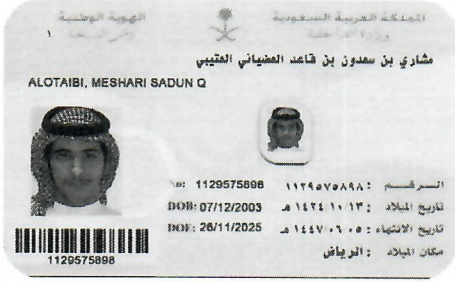 المملكة العربية السعودية
وزارة الداخلية
الهوية الوطنية
١
مشاري بن سعدون بن قاعد العضياني العتيبي
ALOTAIBI, MESHARI SADUN Q
No: 1129575898 الرقم : ١١٢٩٥٧٥٨٩٨
DOB: 07/12/2003 تاريخ الميلاد : ١٤٢٤/١٠/١٣ هـ
DOE: 26/11/2025 تاريخ الانتهاء : ١٤٤٧/٠٦/٠٥ هـ
مكان الميلاد : الرياض
1129575898